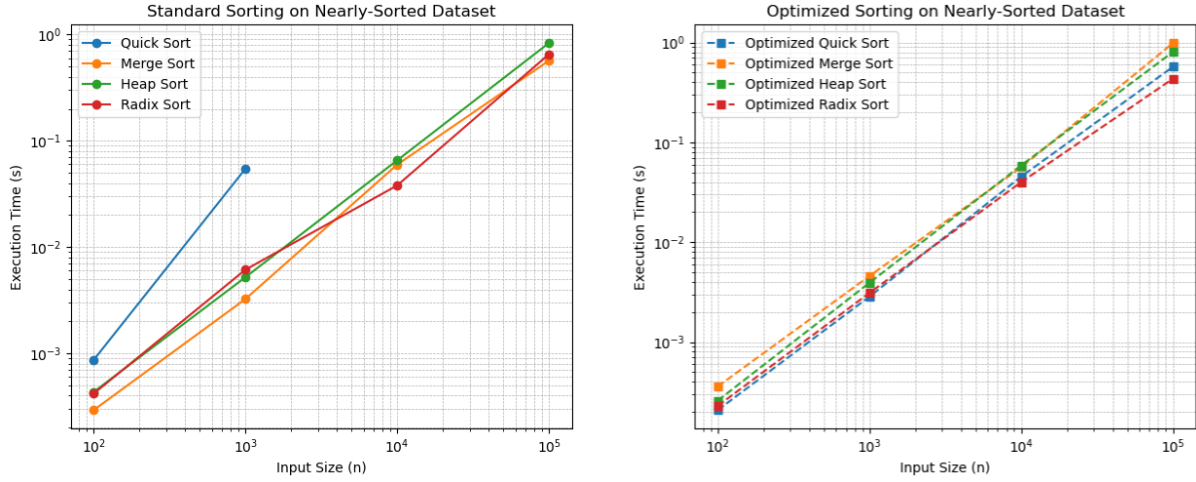 Standard Sorting on Nearly-Sorted Dataset
Quick Sort
Merge Sort
Heap Sort
Radix Sort
Execution Time (s)
10⁰
10⁻¹
10⁻²
10⁻³
10²
10³
10⁴
10⁵
Input Size (n)
Optimized Sorting on Nearly-Sorted Dataset
Optimized Quick Sort
Optimized Merge Sort
Optimized Heap Sort
Optimized Radix Sort
Execution Time (s)
10⁰
10⁻¹
10⁻²
10⁻³
10²
10³
10⁴
10⁵
Input Size (n)